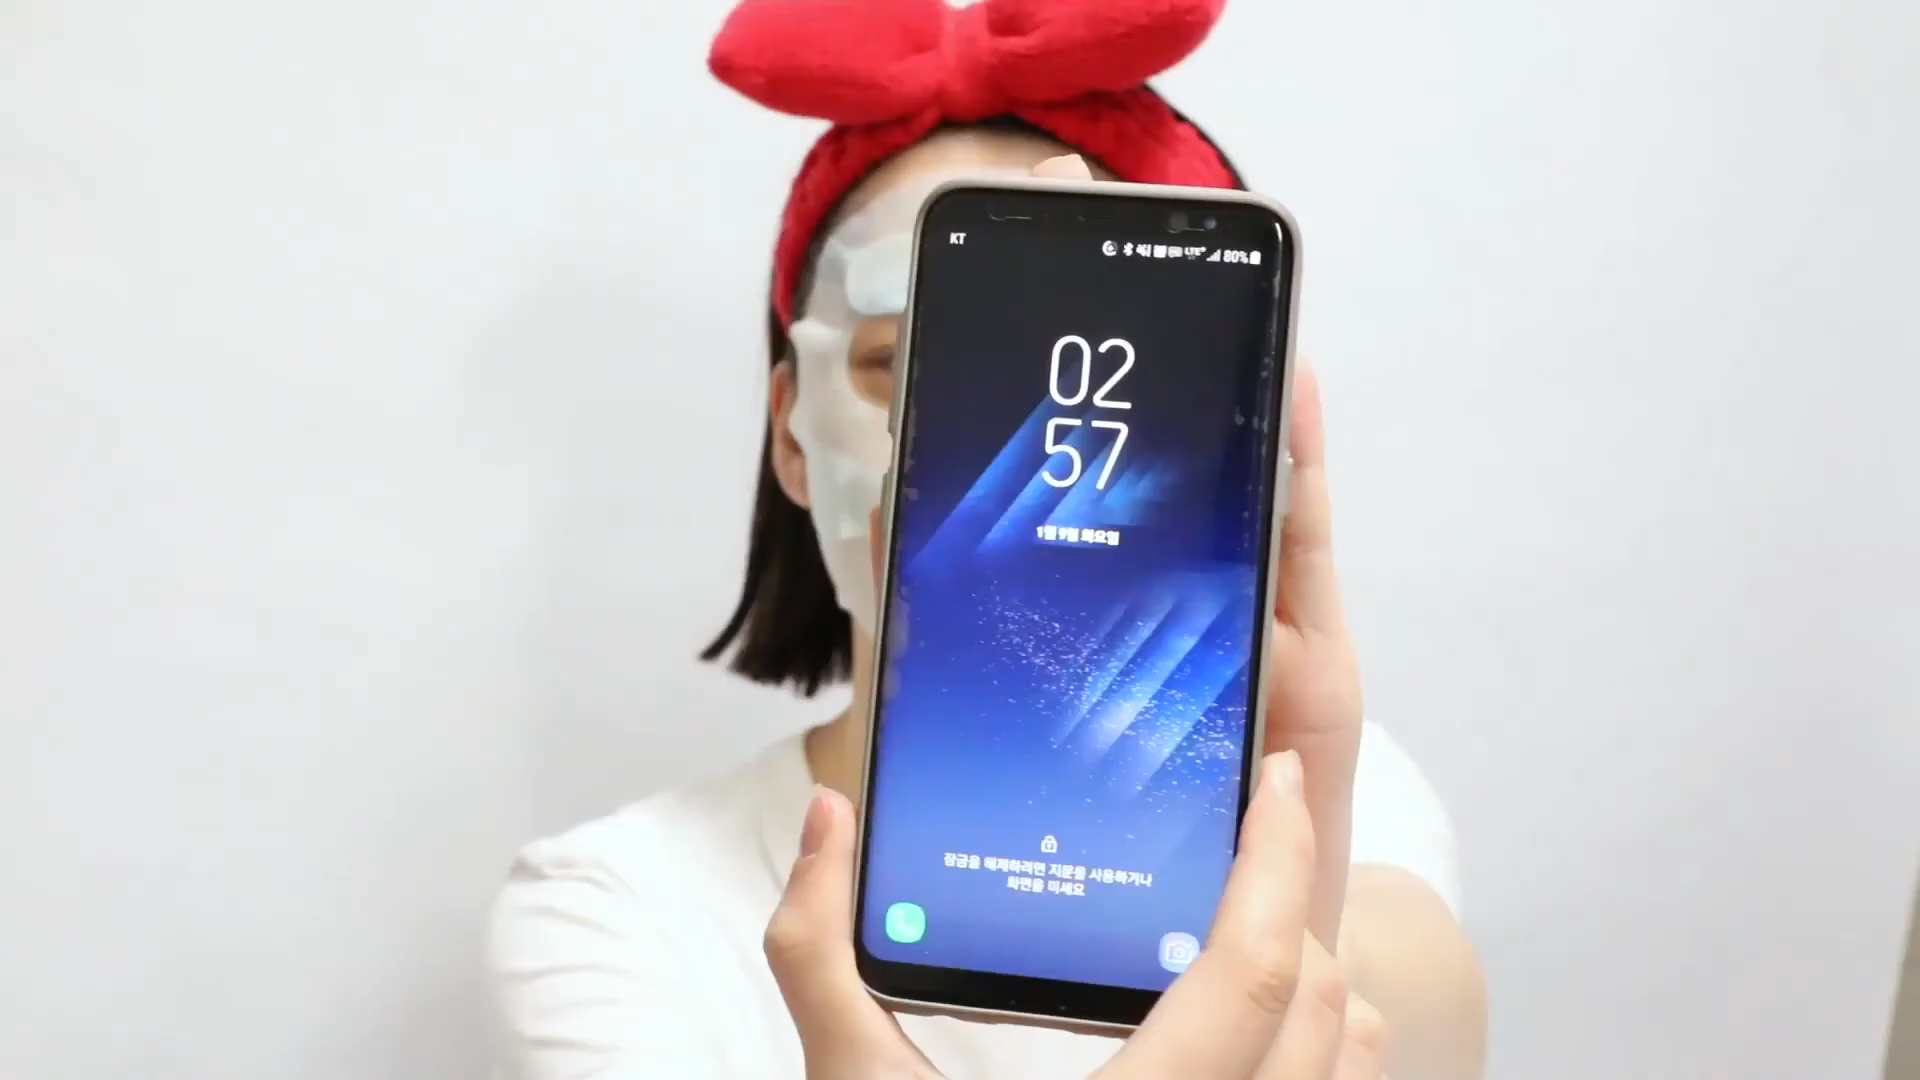 KT
LTE+ 80%
02
57
1월 9일 화요일
잠금을 해제하려면 지문을 사용하거나
화면을 미세요